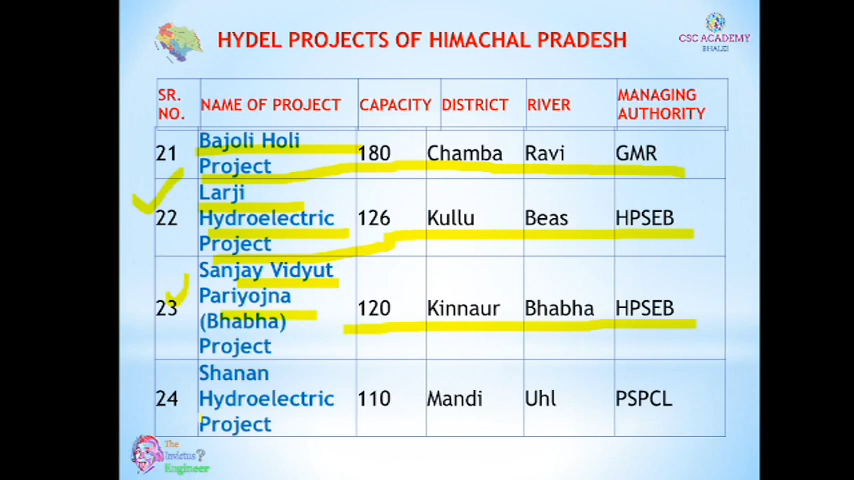 HYDEL PROJECTS OF HIMACHAL PRADESH
CSC ACADEMY
BHALEI
SR. NO. NAME OF PROJECT CAPACITY DISTRICT RIVER MANAGING AUTHORITY
21 Bajoli Holi Project 180 Chamba Ravi GMR
22 Larji Hydroelectric Project 126 Kullu Beas HPSEB
23 Sanjay Vidyut Pariyojna (Bhabha) Project 120 Kinnaur Bhabha HPSEB
24 Shanan Hydroelectric Project 110 Mandi Uhl PSPCL
The
Invictus?
Engineer